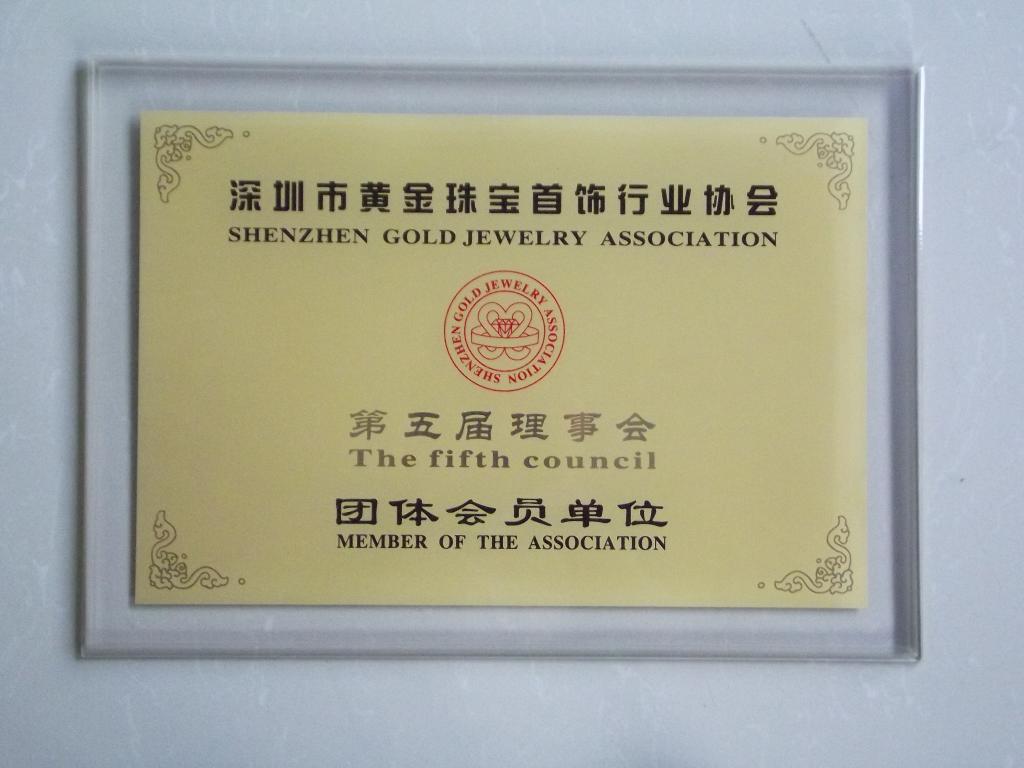 深圳市黄金珠宝首饰行业协会
SHENZHEN GOLD JEWELRY ASSOCIATION
SHENZHEN GOLD JEWELRY ASSOCIATION
第五届理事会
The fifth council
团体会员单位
MEMBER OF THE ASSOCIATION